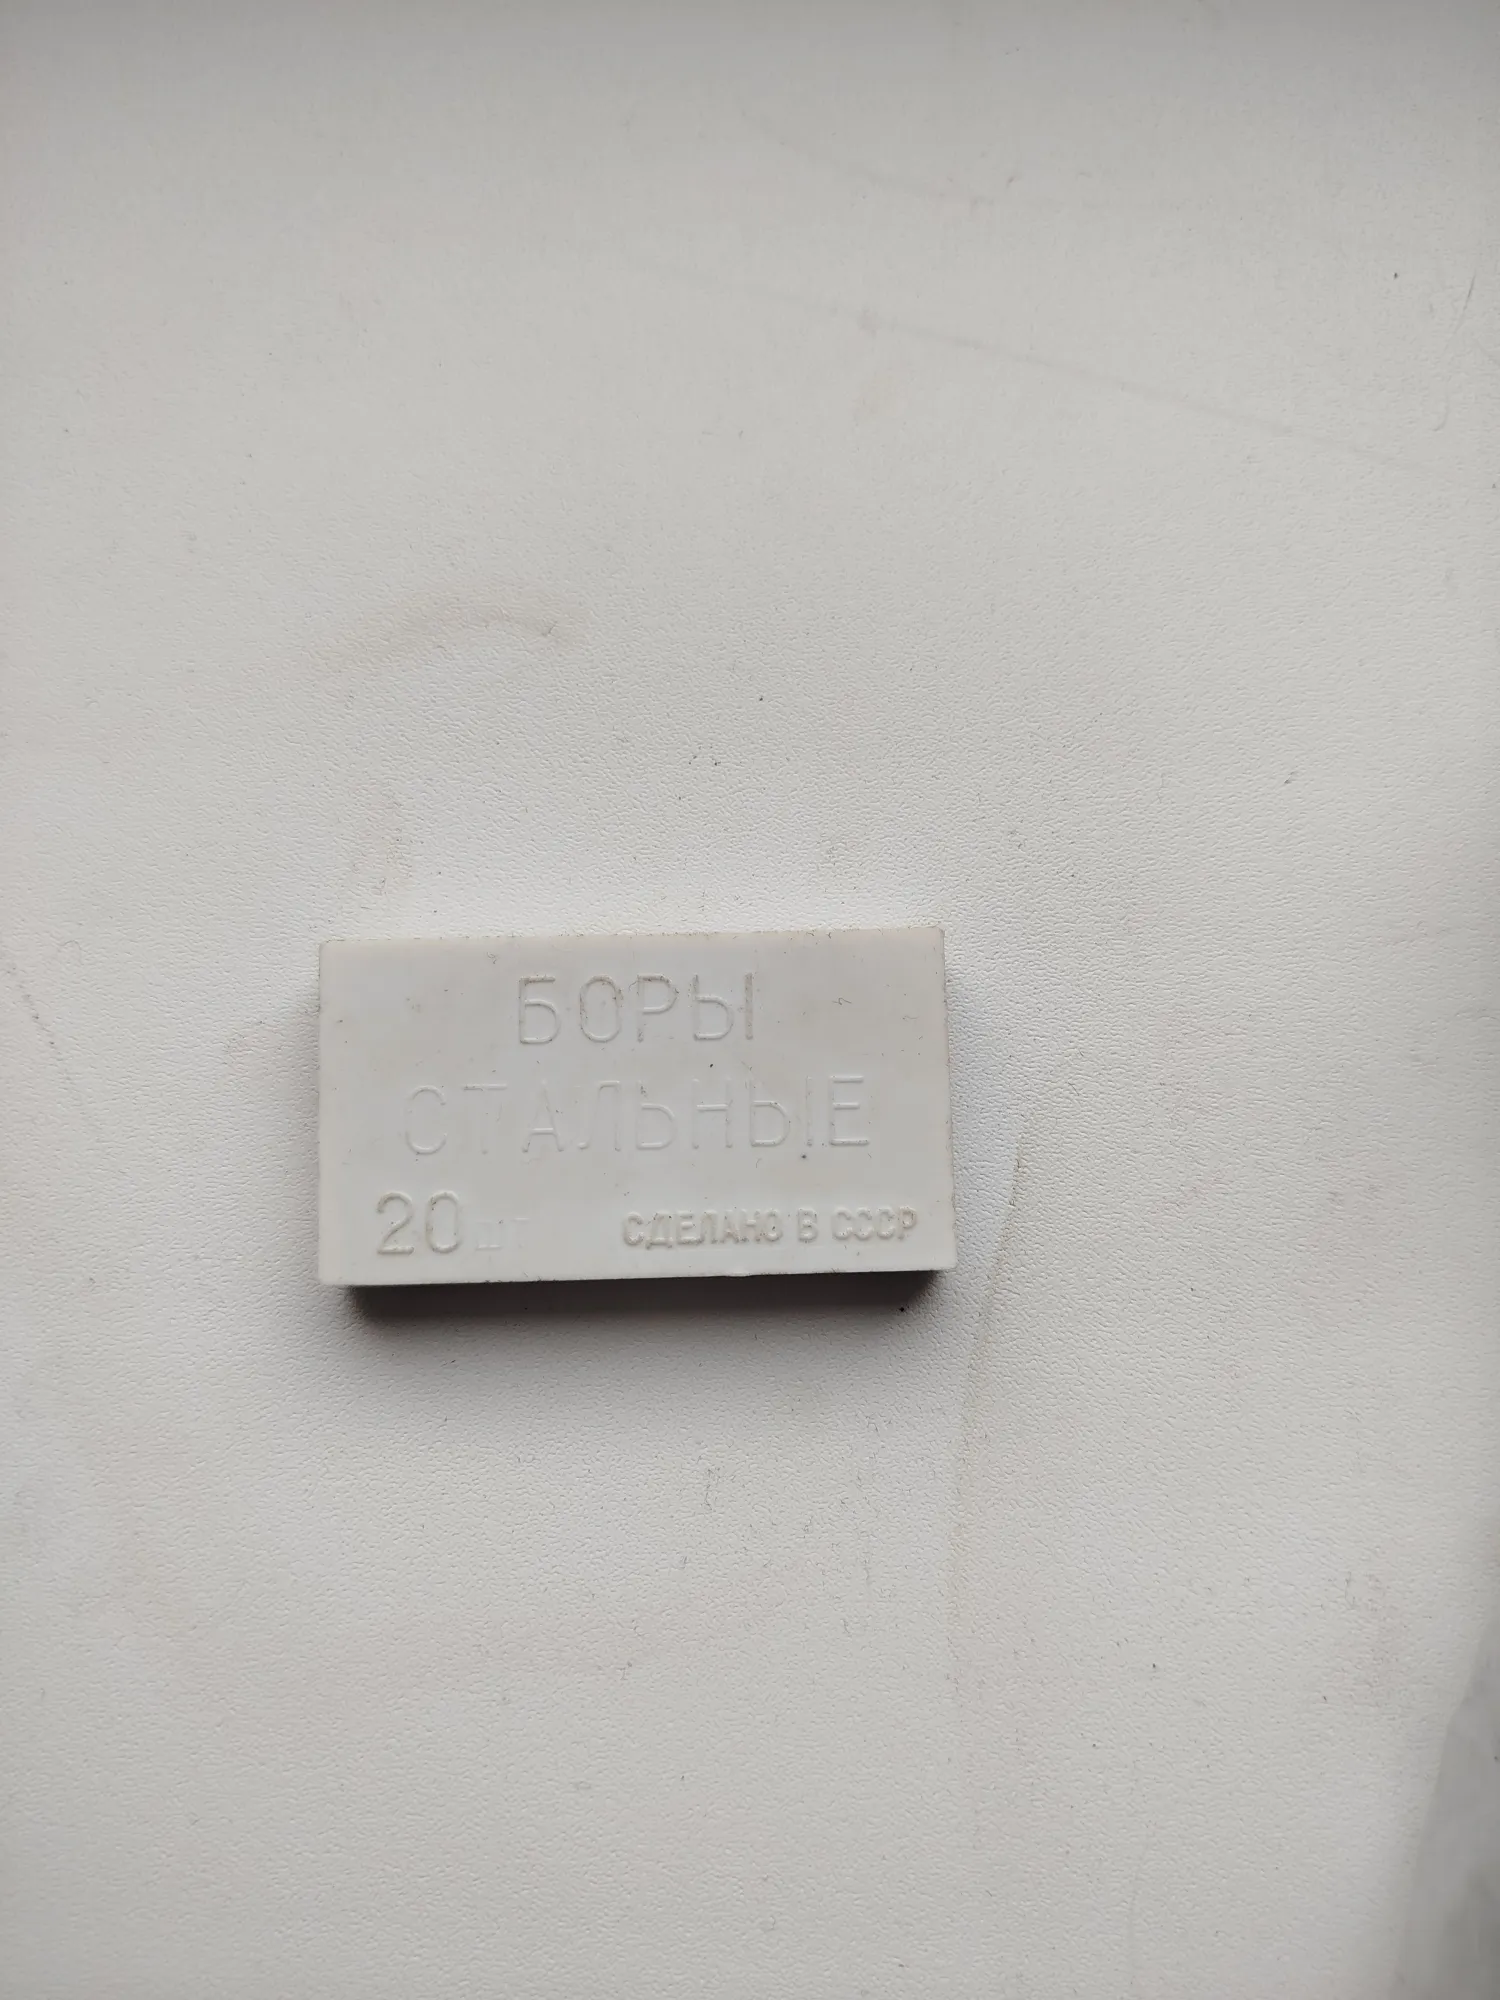 БОРЫ
СТАЛЬНЫЕ
20 шт СДЕЛАНО В СССР